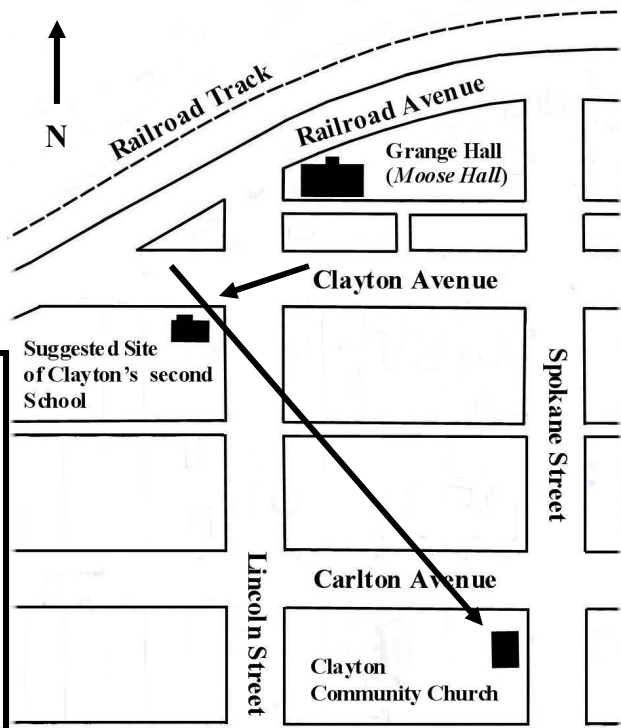 N
Railroad Track
Railroad Avenue
Grange Hall
(Moose Hall)
Clayton Avenue
Suggested Site
of Clayton's second
School
Spokane Street
Lincoln Street
Carlton Avenue
Clayton
Community Church